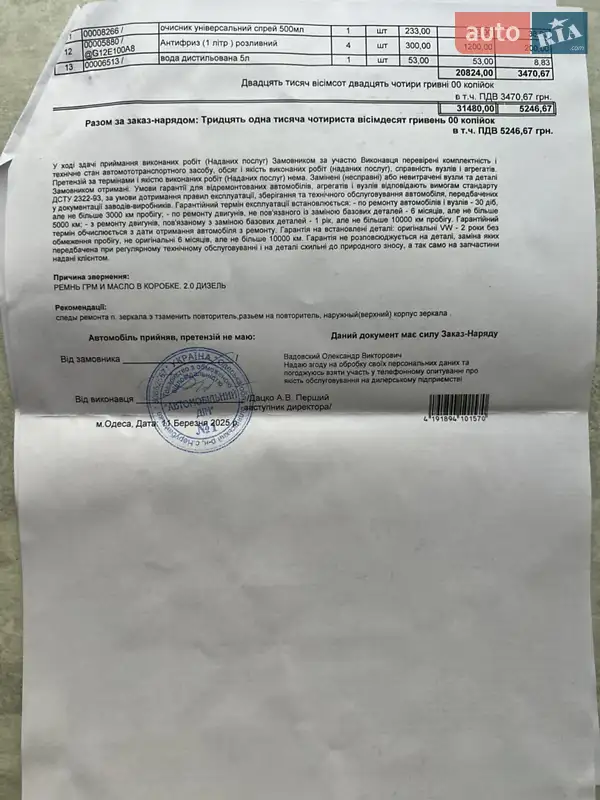 00008266 / очисник універсальний спрей 500мл 1 шт 233,00
12 00005880 / @G12E100A8 Антифриз (1 літр ) розливний 4 шт 300,00 1200,00 200,00
13 00006513 / вода дистильована 5л 1 шт 53,00 53,00 8,83
20824,00 3470,67
Двадцять тисяч вісімсот двадцять чотири гривні 00 копійок
в т.ч. ПДВ 3470,67 грн.
31480,00 5246,67
Разом за заказ-нарядом: Тридцять одна тисяча чотириста вісімдесят гривень 00 копійок
в т.ч. ПДВ 5246,67 грн.
У ході здачі приймання виконаних робіт (Наданих послуг) Замовником за участю Виконавця перевірені комплектність і
технічне стан автомототранспортного засобу, обсяг і якість виконаних робіт (наданих послуг), справність вузлів і агрегатів.
Претензій за термінами і якістю виконаних робіт (Наданих послуг) нема. Замінені (несправні) або невитрачені вузли та деталі
Замовником отримані. Умови гарантії для відремонтованих автомобілів, агрегатів і вузлів відповідають вимогам стандарту
ДСТУ 2322-93, за умови дотримання правил експлуатації, зберігання та технічного обслуговування автомобіля, передбачених
у документації заводів-виробників. Гарантійний термін експлуатації встановлюється: - по ремонту автомобілів і вузлів - 30 діб,
але не більше 3000 км пробігу; - по ремонту двигунів, не пов'язаного із заміною базових деталей - 6 місяців, але не більше
5000 км; - з ремонту двигунів, пов'язаному з заміною базових деталей - 1 рік, але не більше 10000 км пробігу. Гарантійний
термін обчислюється з дати отримання автомобіля з ремонту. Гарантія на встановлені деталі: оригінальні VW - 2 роки без
обмеження пробігу, не оригінальні 6 місяців, але не більше 10000 км. Гарантія не розповсюджується на деталі, заміна яких
передбачена при регулярному технічному обслуговуванні і на деталі схильні до природного зносу, а так само на запчастини
надані клієнтом.
Причина звернення:
РЕМНЬ ГРМ И МАСЛО В КОРОБКЕ. 2.0 ДИЗЕЛЬ
Рекомендації:
следы ремонта п. зеркала.з тзаменить повторитель,разьем на повторитель, наружный(верхний) корпус зеркала .
Автомобіль прийняв, претензій не маю: Даний документ має силу Заказ-Наряду
Від замовника
Вадовский Олександр Викторович
Надаю згоду на обробку своїх персональних даних та
погоджуюсь взяти участь у телефонному опитуванні про
якість обслуговування на дилерському підприємстві
Від виконавця /Дацко А.В. Перший
заступник директора/
м.Одеса, Дата: 11 Березня 2025 р.
4 191894 101570
УКРАЇНА
"АВТОМОБІЛЬНИЙ
ДІМ"
№1
auto RIA.com